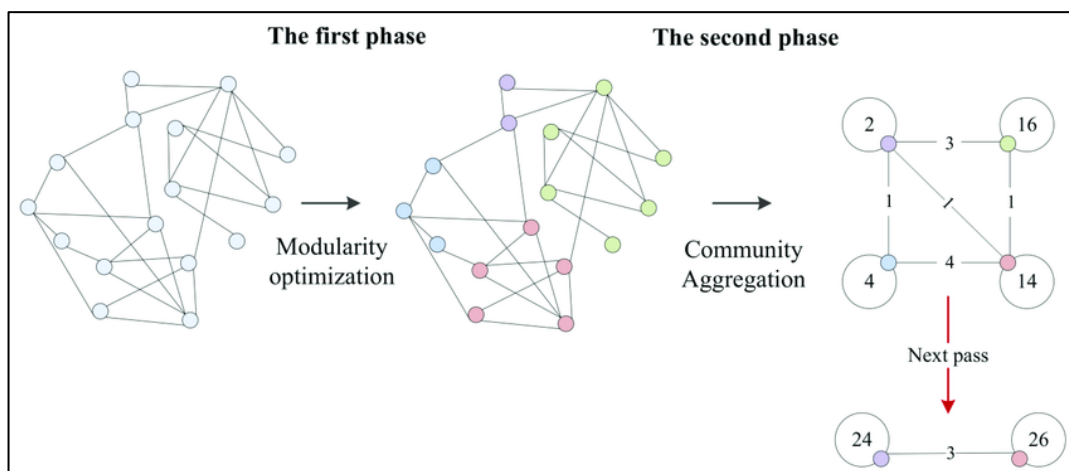 The first phase
The second phase
Modularity
optimization
Community
Aggregation
2
3
16
1
1
1
4
4
14
Next pass
24
3
26